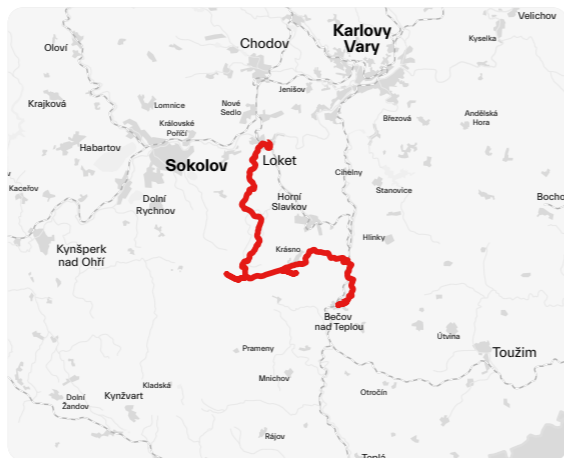 Velichov
Karlovy
Vary
Kyselka
Oloví
Chodov
Jenišov
Krajková
Lomnice
Nové
Sedlo
Andělská
Hora
Březová
Královské
Poříčí
Habartov
Sokolov
Loket
Cihelny
Kaceřov
Stanovice
Dolní
Rychnov
Horní
Slavkov
Bocho
Hlinky
Kynšperk
nad Ohří
Krásno
Bečov
nad Teplou
Útvina
Prameny
Toužim
Mnichov
Kladská
Kynžvart
Otročín
Dolní
Žandov
Rájov
Teplá